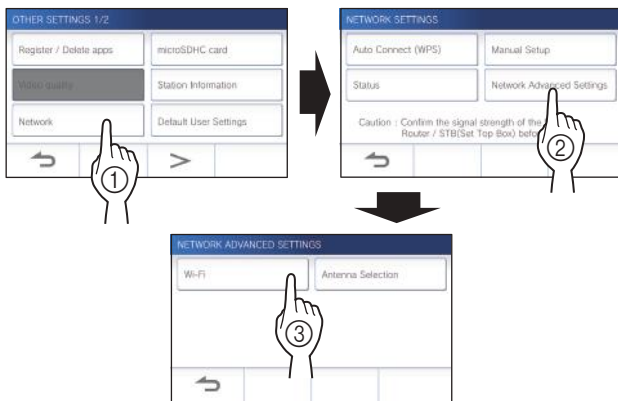 OTHER SETTINGS 1/2
Register / Delete apps
microSDHC card
Video quality
Station Information
Network
Default User Settings
>
1
NETWORK SETTINGS
Auto Connect (WPS)
Manual Setup
Status
Network Advanced Settings
Caution : Confirm the signal strength of the
Router / STB(Set Top Box)
2
NETWORK ADVANCED SETTINGS
Wi-Fi
Antenna Selection
3